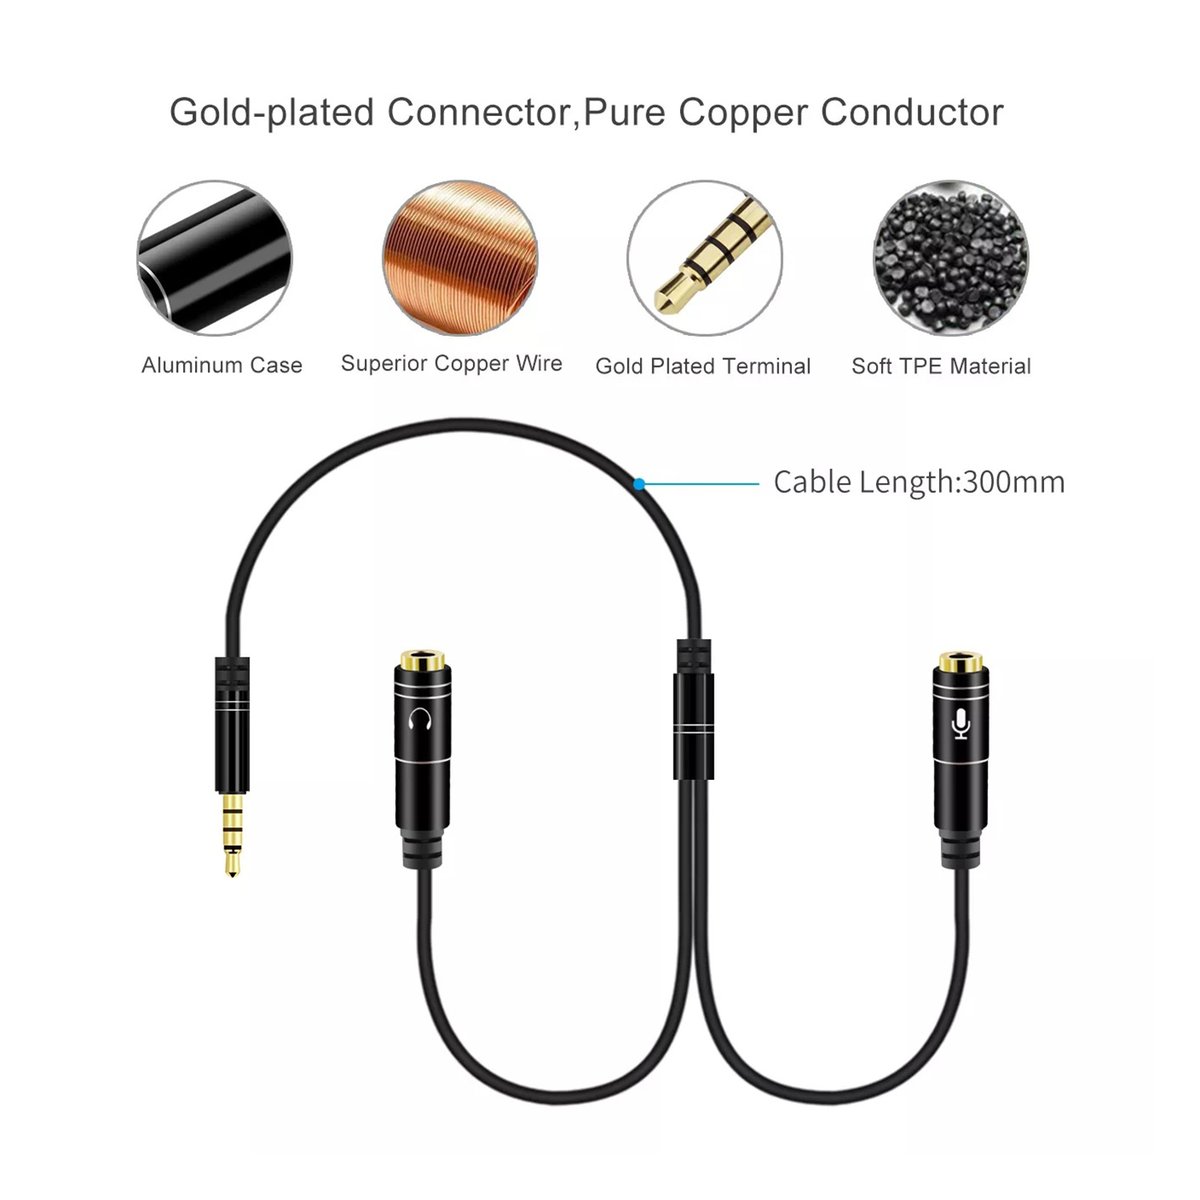 Gold-plated Connector,Pure Copper Conductor
Aluminum Case
Superior Copper Wire
Gold Plated Terminal
Soft TPE Material
Cable Length:300mm